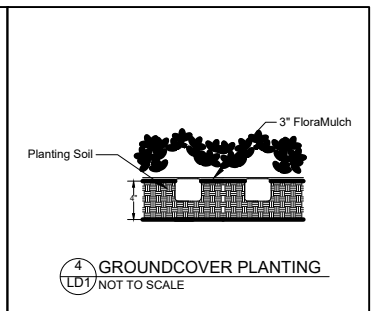 3" FloraMulch
Planting Soil
4"
4 GROUNDCOVER PLANTING
LD1 NOT TO SCALE